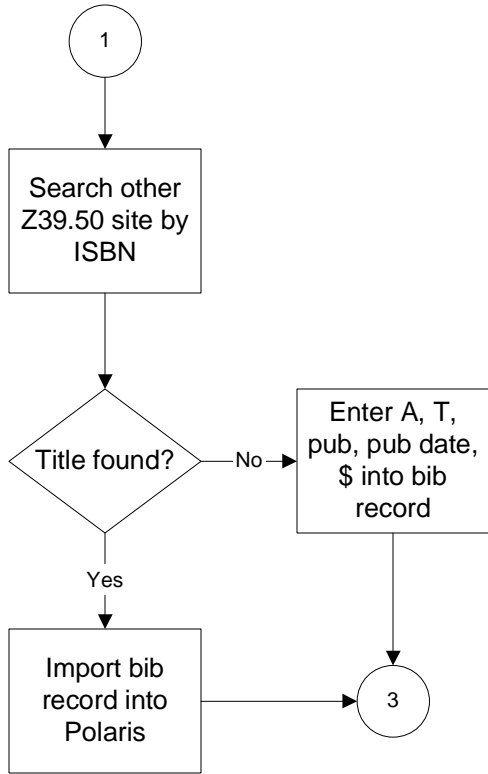 1
Search other
Z39.50 site by
ISBN
Title found?
No
Enter A, T,
pub, pub date,
$ into bib
record
Yes
Import bib
record into
Polaris
3